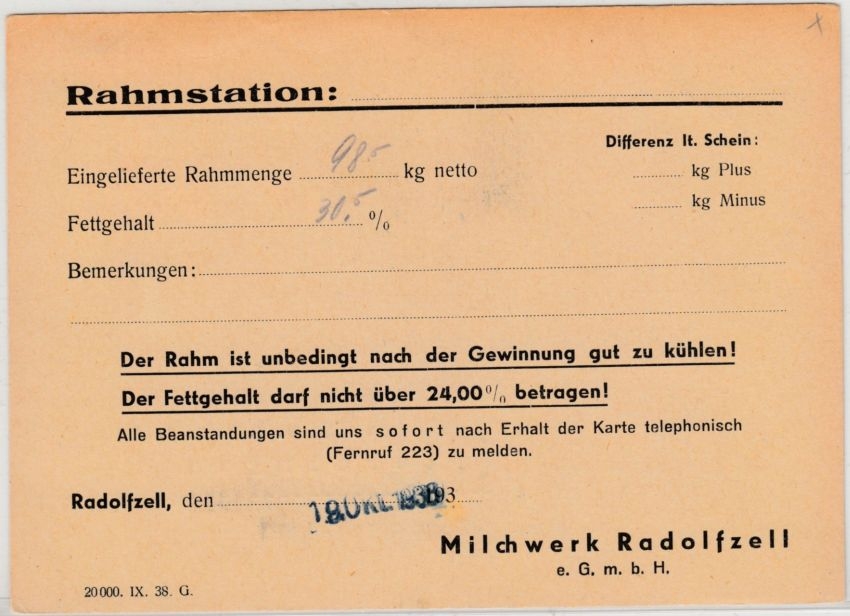 Rahmstation:
Differenz lt. Schein:
Eingelieferte Rahmmenge 98,- kg netto
kg Plus
kg Minus
Fettgehalt 30,5 %
Bemerkungen:
Der Rahm ist unbedingt nach der Gewinnung gut zu kühlen!
Der Fettgehalt darf nicht über 24,00% betragen!
Alle Beanstandungen sind uns sofort nach Erhalt der Karte telephonisch
(Fernruf 223) zu melden.
Radolfzell, den 19. OKT. 1938 193
Milchwerk Radolfzell
e. G. m. b. H.
20000. IX. 38. G.